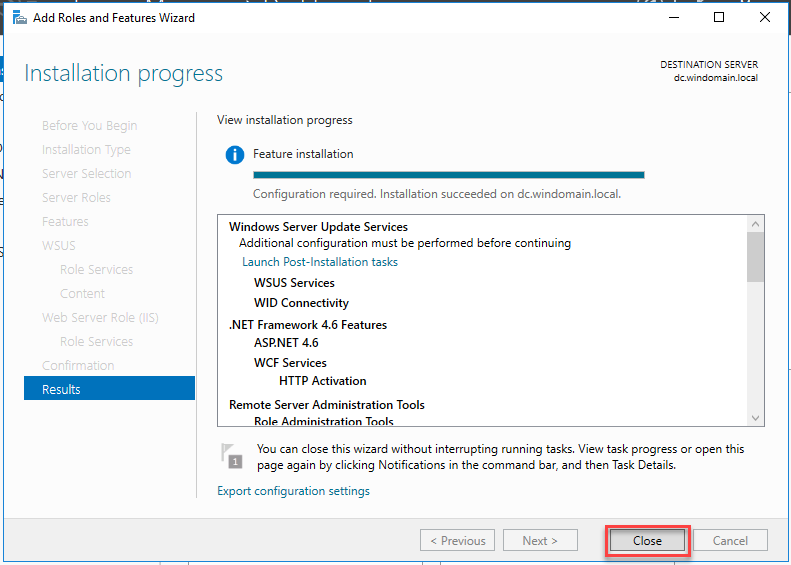 Add Roles and Features Wizard
Installation progress
DESTINATION SERVER
dc.windomain.local
Before You Begin
Installation Type
Server Selection
Server Roles
Features
WSUS
Role Services
Content
Web Server Role (IIS)
Role Services
Confirmation
Results
View installation progress
Feature installation
Configuration required. Installation succeeded on dc.windomain.local.
Windows Server Update Services
Additional configuration must be performed before continuing
Launch Post-Installation tasks
WSUS Services
WID Connectivity
.NET Framework 4.6 Features
ASP.NET 4.6
WCF Services
HTTP Activation
Remote Server Administration Tools
Role Administration Tools
1
You can close this wizard without interrupting running tasks. View task progress or open this
page again by clicking Notifications in the command bar, and then Task Details.
Export configuration settings
< Previous
Next >
Close
Cancel